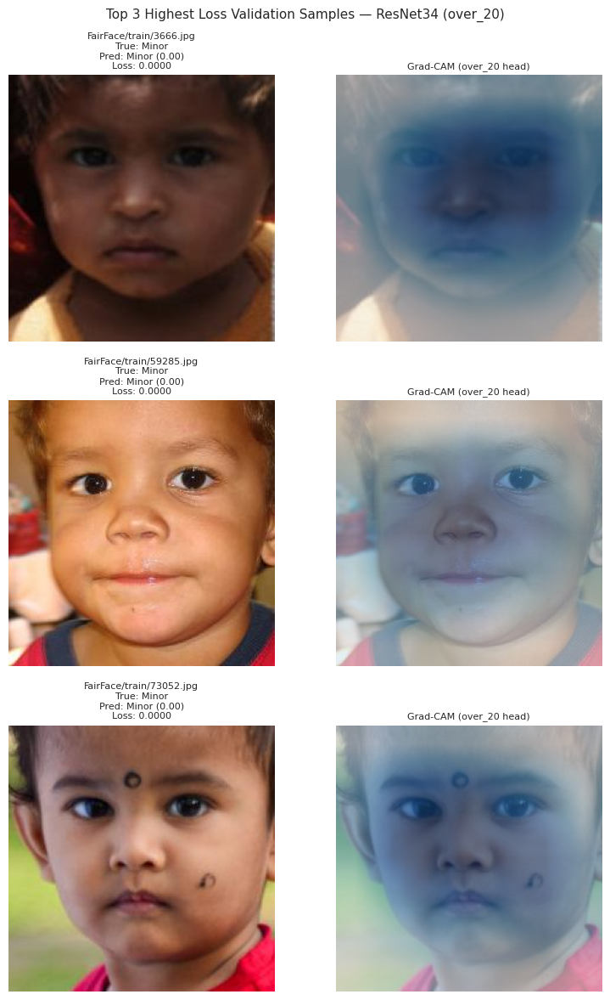 Top 3 Highest Loss Validation Samples — ResNet34 (over_20)
FairFace/train/3666.jpg
True: Minor
Pred: Minor (0.00)
Loss: 0.0000
Grad-CAM (over_20 head)
FairFace/train/59285.jpg
True: Minor
Pred: Minor (0.00)
Loss: 0.0000
Grad-CAM (over_20 head)
FairFace/train/73052.jpg
True: Minor
Pred: Minor (0.00)
Loss: 0.0000
Grad-CAM (over_20 head)